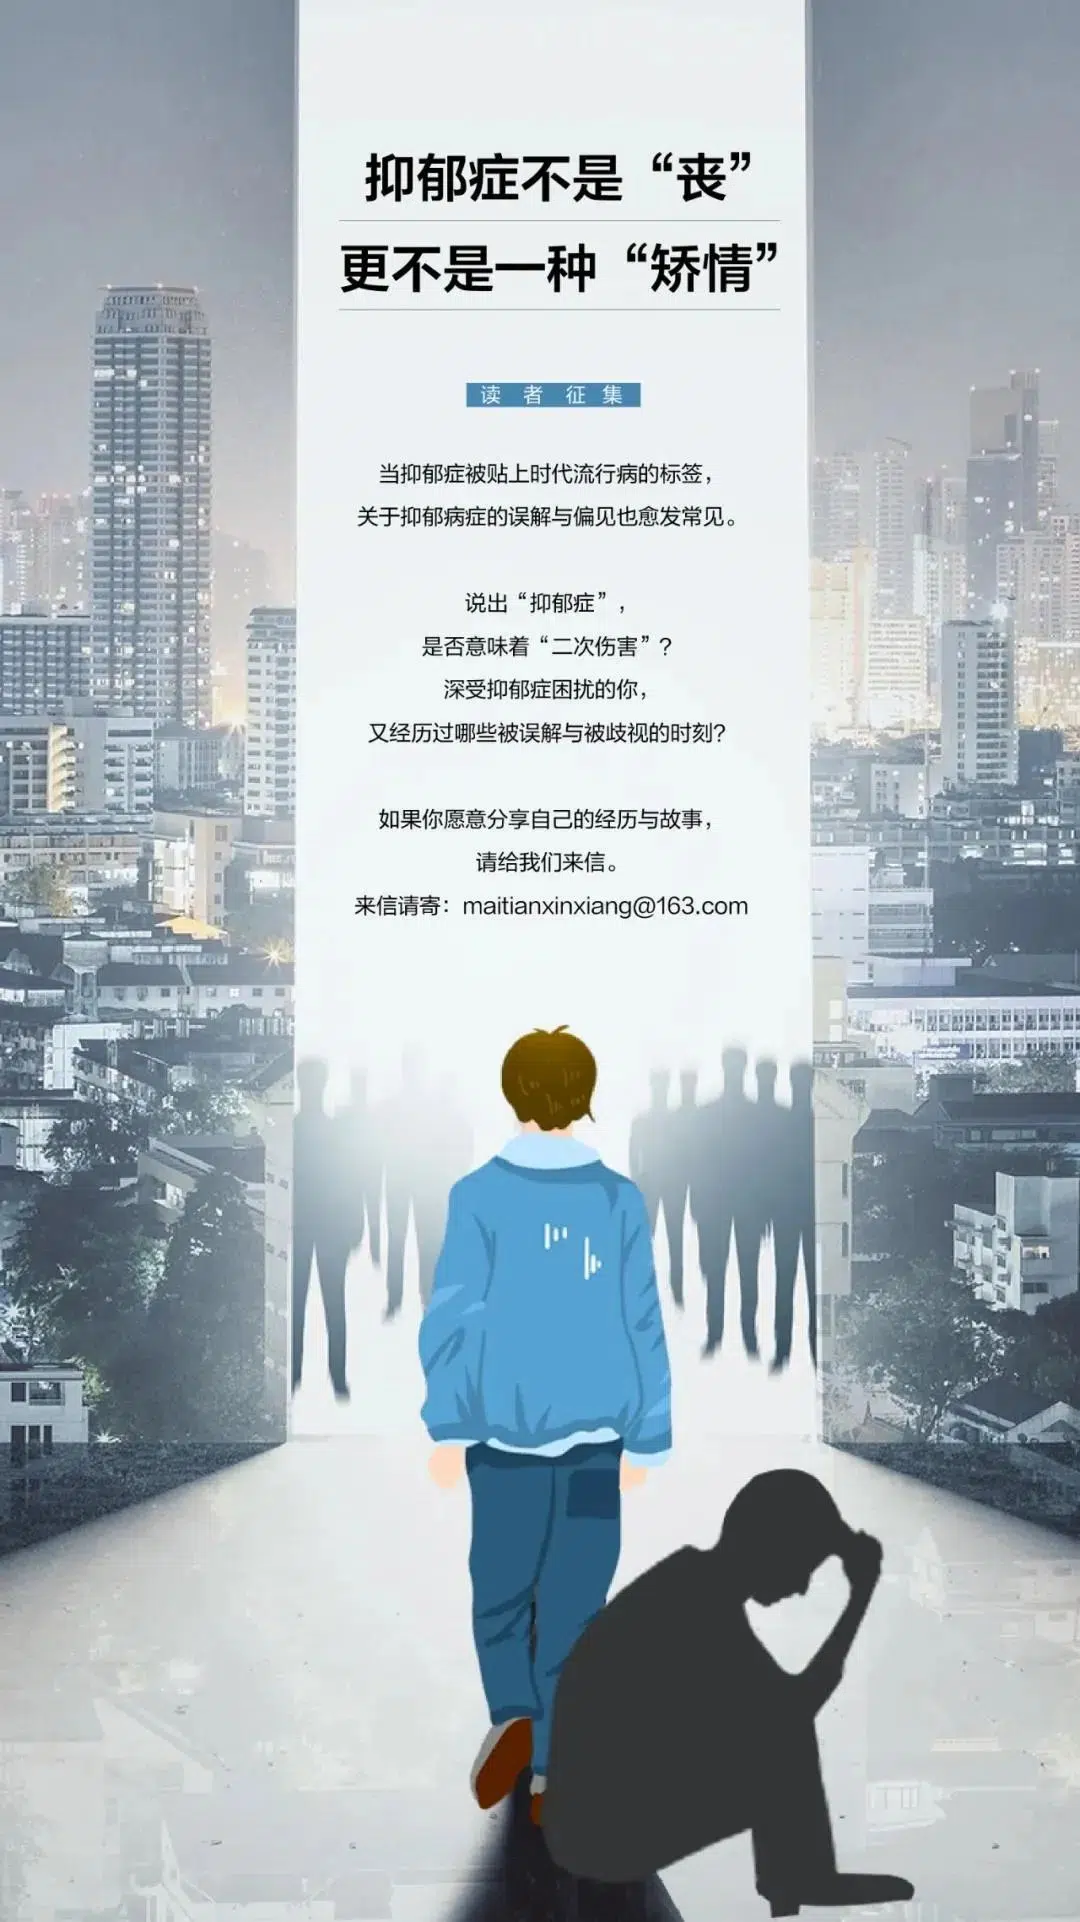 抑郁症不是“丧”
更不是一种“矫情”
读者征集
当抑郁症被贴上时代流行病的标签，
关于抑郁病症的误解与偏见也愈发常见。
说出“抑郁症”，
是否意味着“二次伤害”？
深受抑郁症困扰的你，
又经历过哪些被误解与被歧视的时刻？
如果你愿意分享自己的经历与故事，
请给我们来信。
来信请寄：maitianxinxiang@163.com